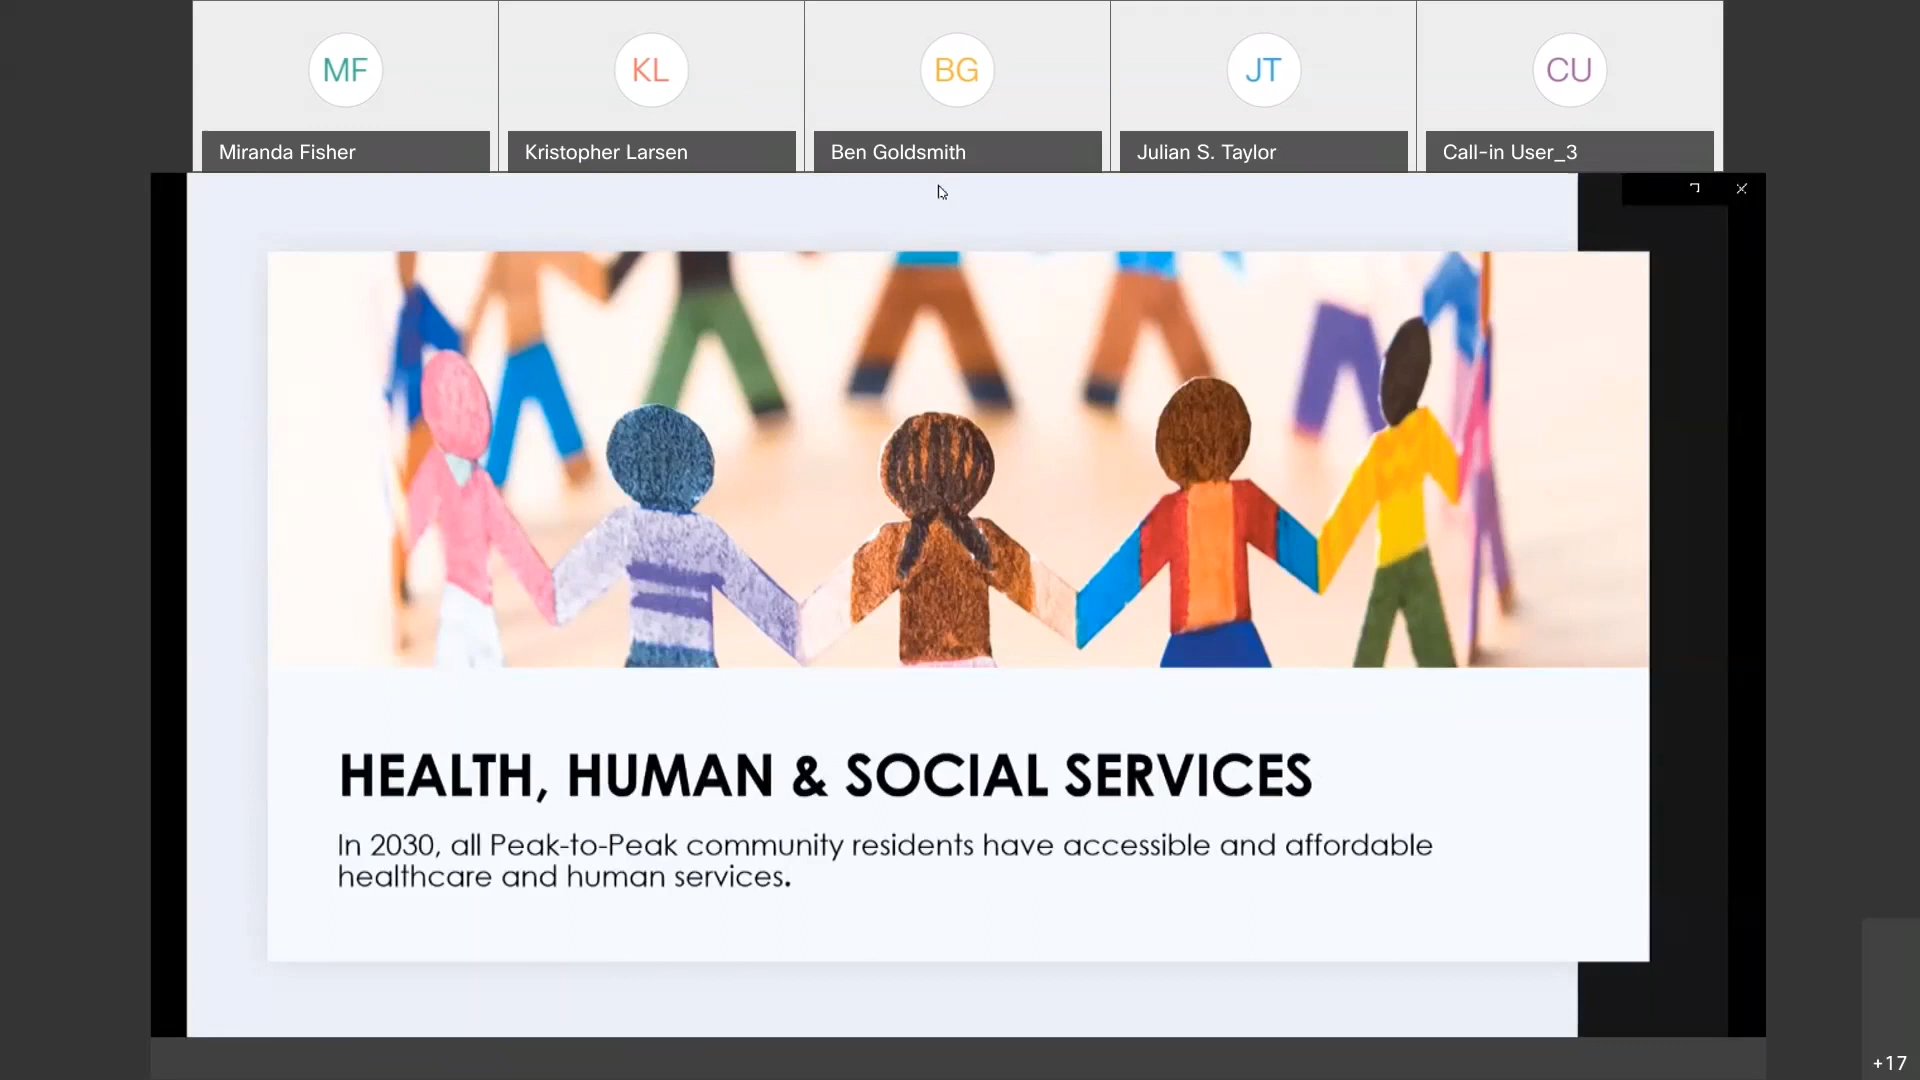 MF
KL
BG
JT
CU
Miranda Fisher
Kristopher Larsen
Ben Goldsmith
Julian S. Taylor
Call-in User_3
HEALTH, HUMAN & SOCIAL SERVICES
In 2030, all Peak-to-Peak community residents have accessible and affordable
healthcare and human services.
+17